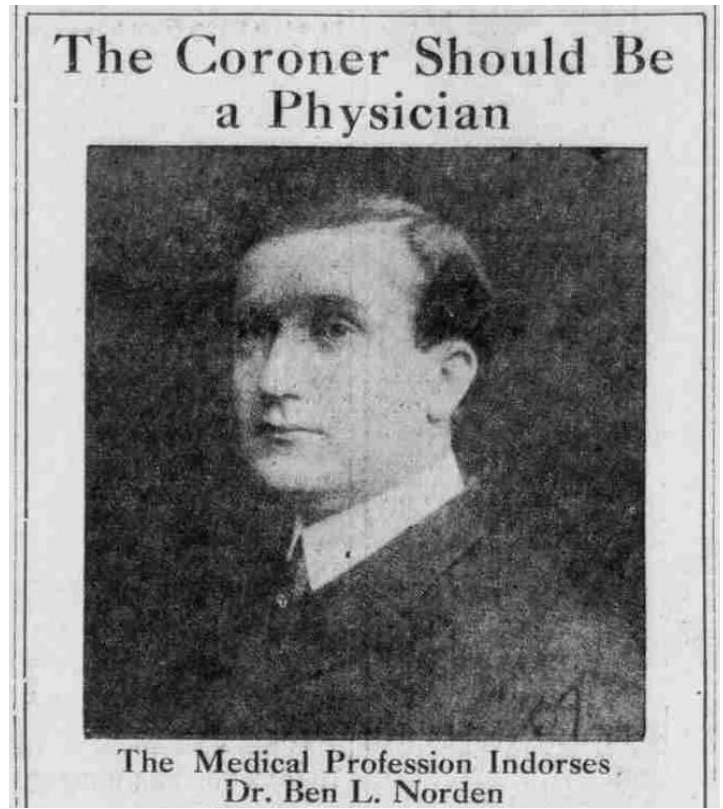 The Coroner Should Be
a Physician
The Medical Profession Indorses
Dr. Ben L. Norden